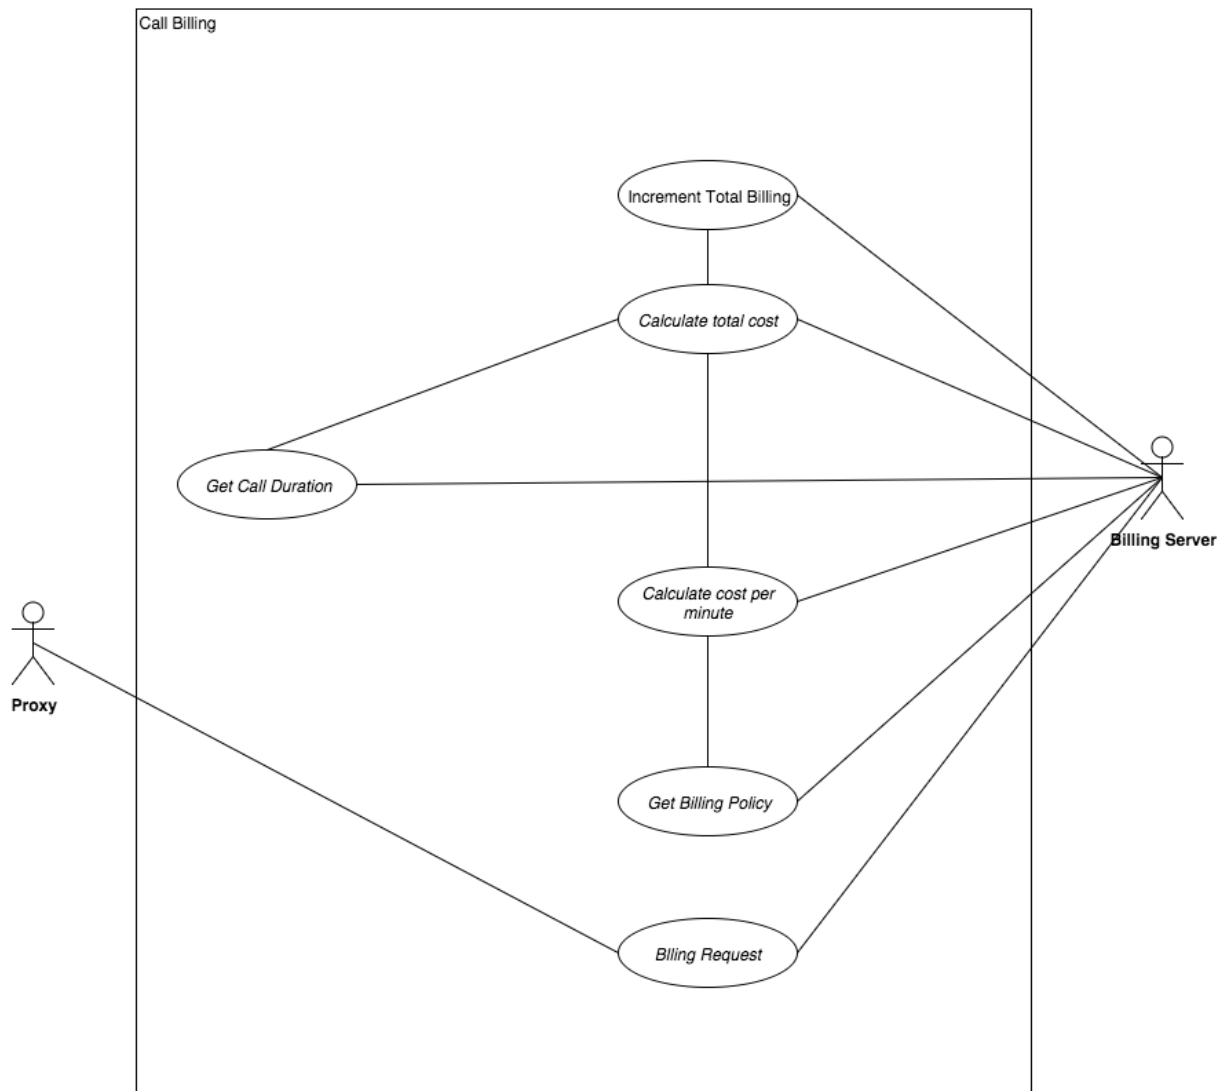 Call Billing
Increment Total Billing
Calculate total cost
Get Call Duration
Billing Server
Calculate cost per
minute
Proxy
Get Billing Policy
BIling Request